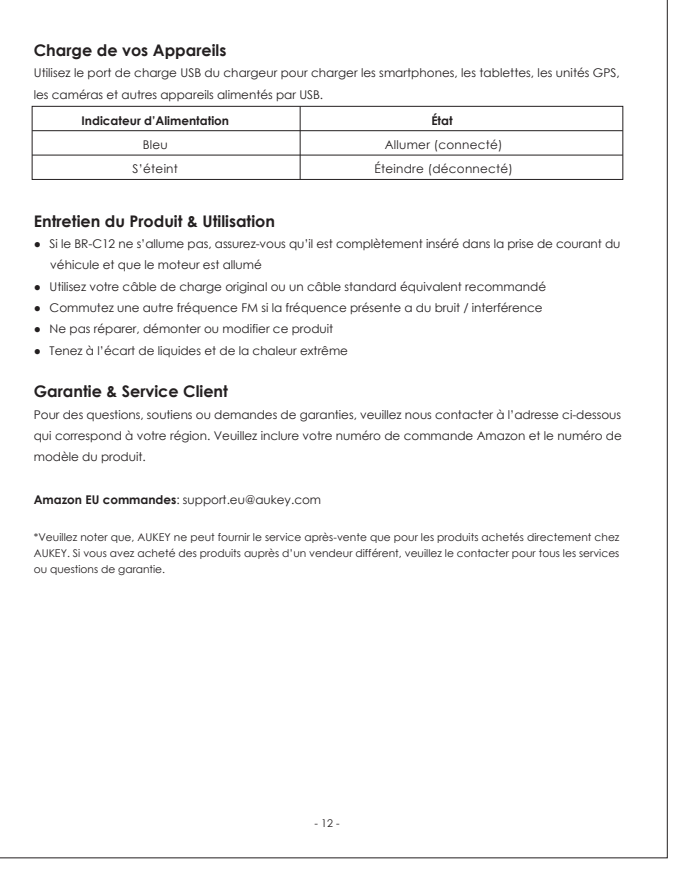 Charge de vos Appareils
Utilisez le port de charge USB du chargeur pour charger les smartphones, les tablettes, les unités GPS,
les caméras et autres appareils alimentés par USB.
Indicateur d’Alimentation État
Bleu Allumer (connecté)
S’éteint Éteindre (déconnecté)
Entretien du Produit & Utilisation
● Si le BR-C12 ne s’allume pas, assurez-vous qu’il est complètement inséré dans la prise de courant du
véhicule et que le moteur est allumé
● Utilisez votre câble de charge original ou un câble standard équivalent recommandé
● Commutez une autre fréquence FM si la fréquence présente a du bruit / interférence
● Ne pas réparer, démonter ou modifier ce produit
● Tenez à l’écart de liquides et de la chaleur extrême
Garantie & Service Client
Pour des questions, soutiens ou demandes de garanties, veuillez nous contacter à l’adresse ci-dessous
qui correspond à votre région. Veuillez inclure votre numéro de commande Amazon et le numéro de
modèle du produit.
Amazon EU commandes: support.eu@aukey.com
*Veuillez noter que, AUKEY ne peut fournir le service après-vente que pour les produits achetés directement chez
AUKEY. Si vous avez acheté des produits auprès d’un vendeur différent, veuillez le contacter pour tous les services
ou questions de garantie.
- 12 -